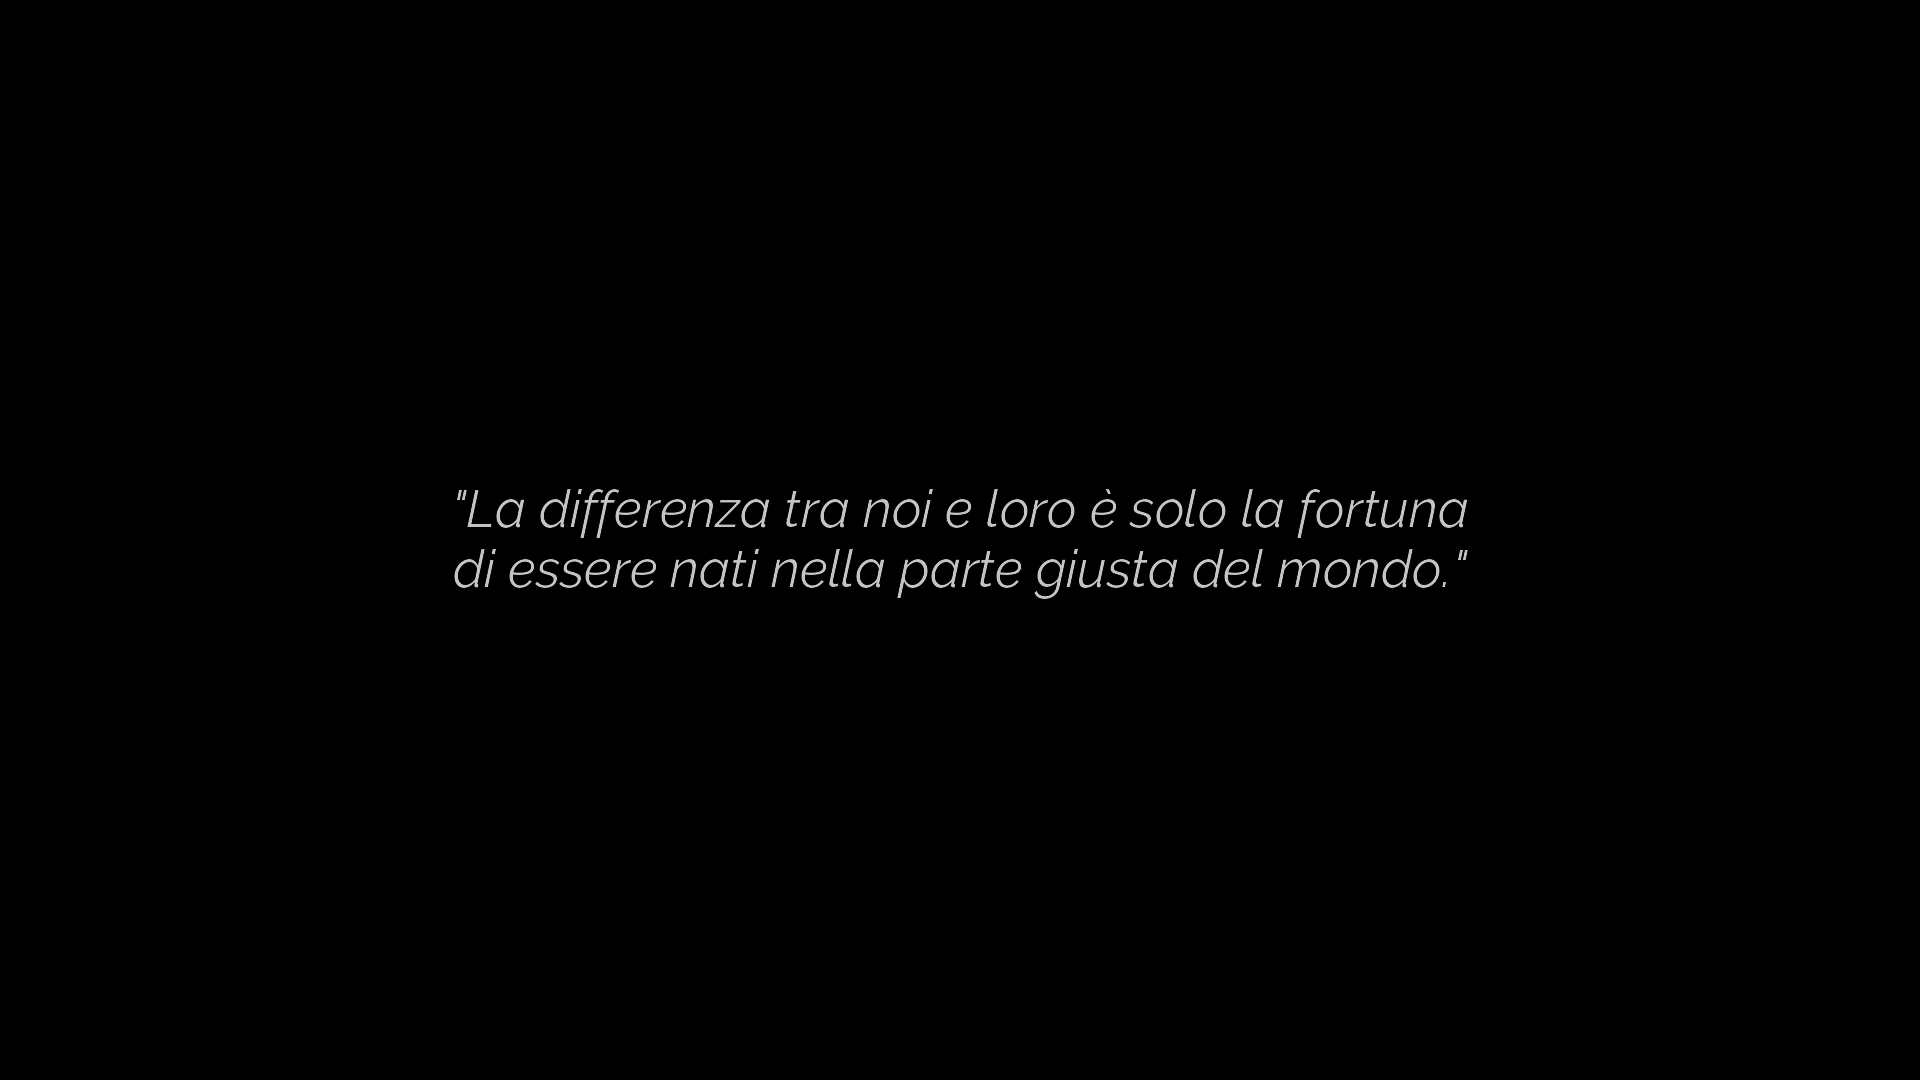 "La differenza tra noi e loro è solo la fortuna
di essere nati nella parte giusta del mondo."